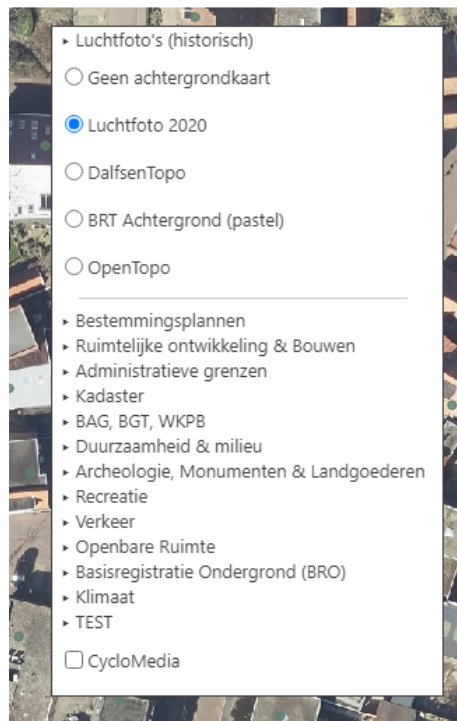 Luchtfoto's (historisch)
Geen achtergrondkaart
Luchtfoto 2020
DalfsenTopo
BRT Achtergrond (pastel)
OpenTopo
Bestemmingsplannen
Ruimtelijke ontwikkeling & Bouwen
Administratieve grenzen
Kadaster
BAG, BGT, WKPB
Duurzaamheid & milieu
Archeologie, Monumenten & Landgoederen
Recreatie
Verkeer
Openbare Ruimte
Basisregistratie Ondergrond (BRO)
Klimaat
TEST
CycloMedia